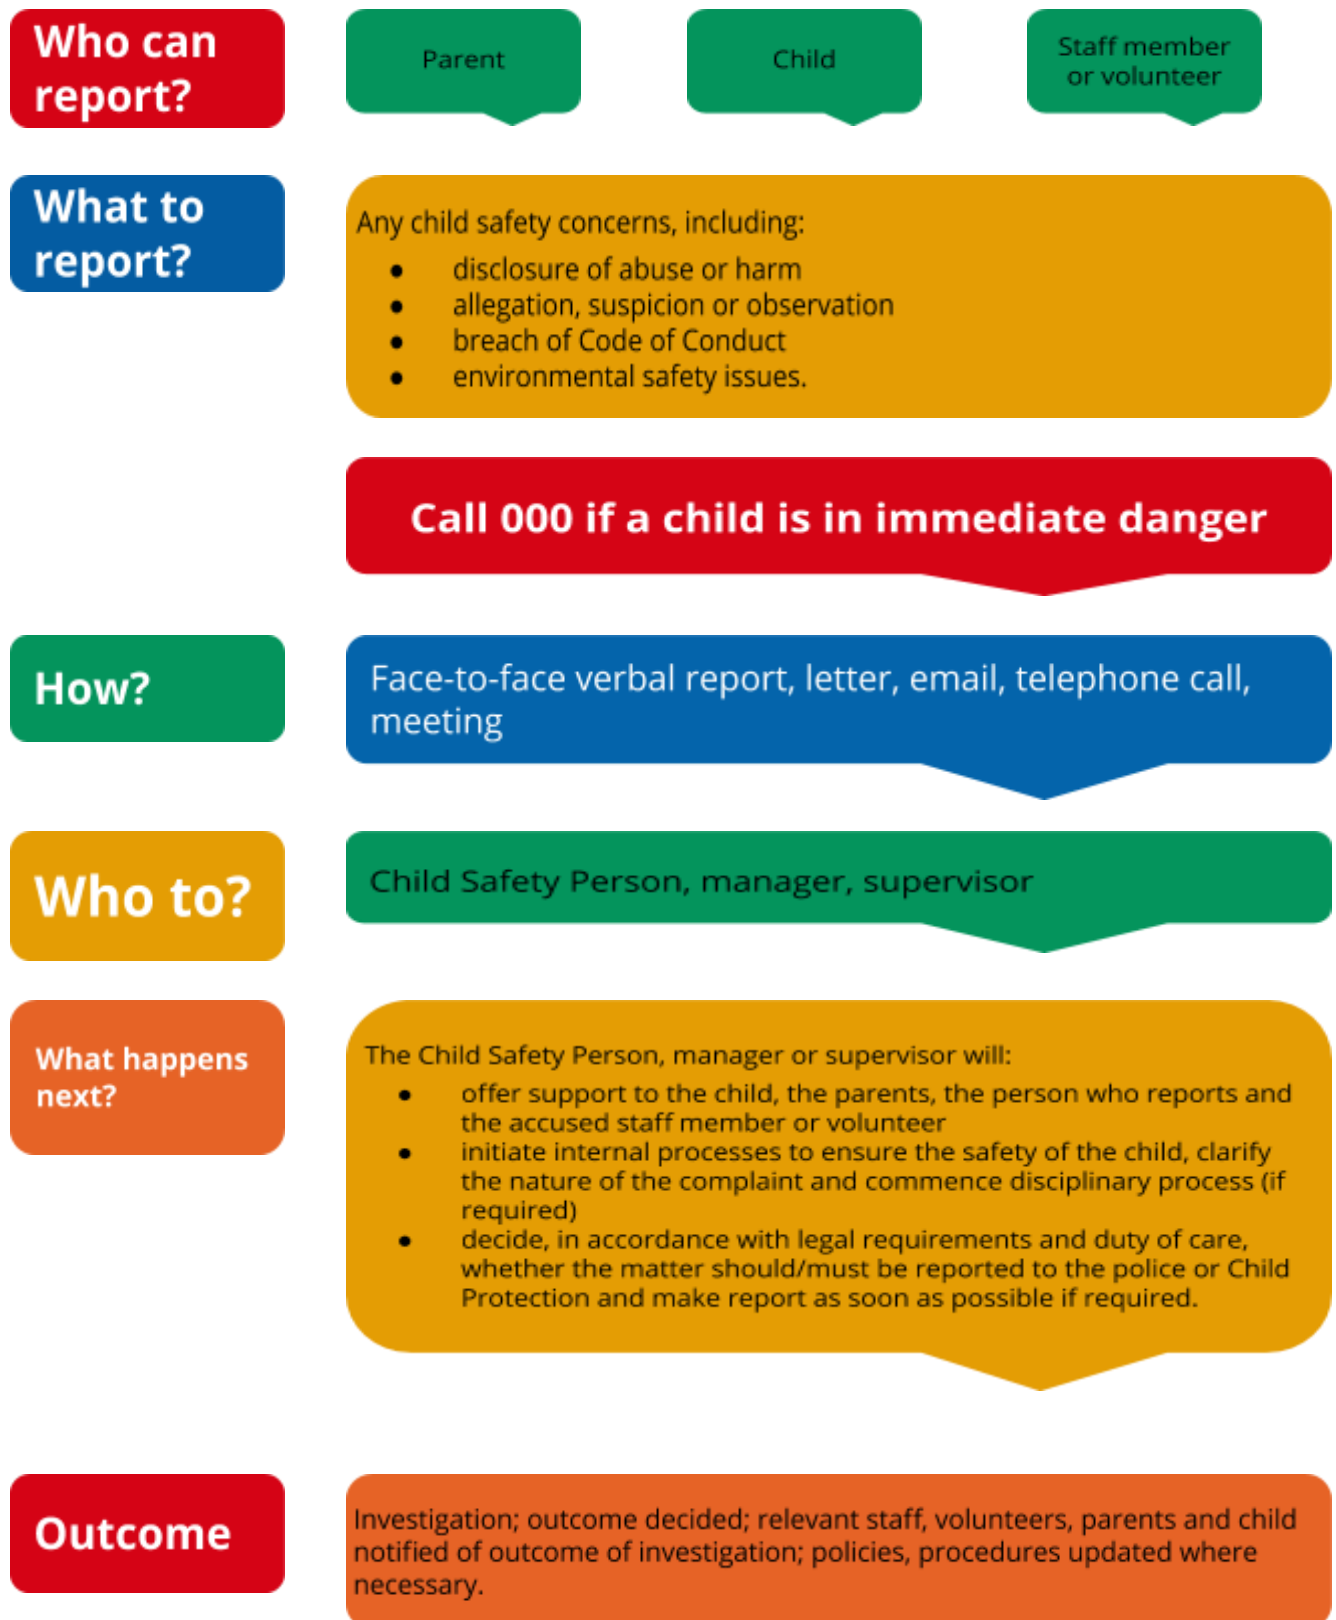 Who can
report?
Parent
Child
Staff member
or volunteer
What to
report?
Any child safety concerns, including:
● disclosure of abuse or harm
● allegation, suspicion or observation
● breach of Code of Conduct
● environmental safety issues.
Call 000 if a child is in immediate danger
How?
Face-to-face verbal report, letter, email, telephone call,
meeting
Who to?
Child Safety Person, manager, supervisor
What happens
next?
The Child Safety Person, manager or supervisor will:
● offer support to the child, the parents, the person who reports and
the accused staff member or volunteer
● initiate internal processes to ensure the safety of the child, clarify
the nature of the complaint and commence disciplinary process (if
required)
● decide, in accordance with legal requirements and duty of care,
whether the matter should/must be reported to the police or Child
Protection and make report as soon as possible if required.
Outcome
Investigation; outcome decided; relevant staff, volunteers, parents and child
notified of outcome of investigation; policies, procedures updated where
necessary.